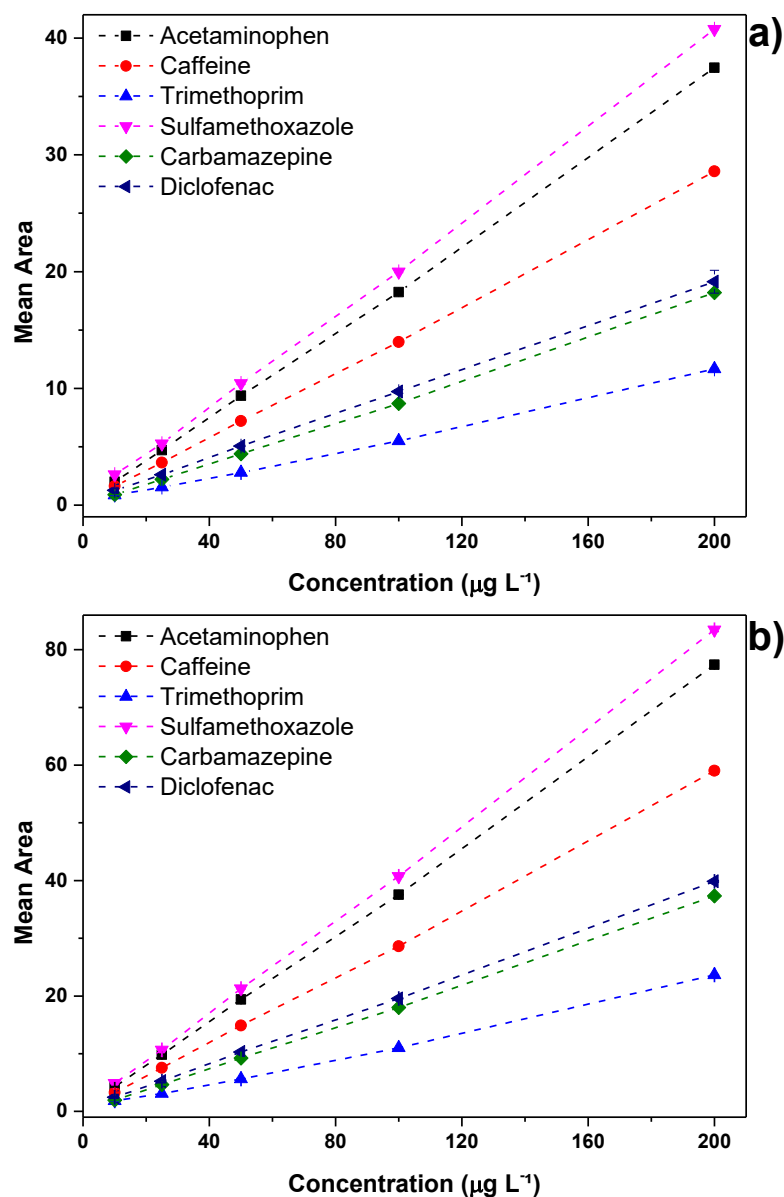 a)
Acetaminophen
Caffeine
Trimethoprim
Sulfamethoxazole
Carbamazepine
Diclofenac
40
30
20
10
0
Mean Area
0 40 80 120 160 200
Concentration (μg L⁻¹)
b)
Acetaminophen
Caffeine
Trimethoprim
Sulfamethoxazole
Carbamazepine
Diclofenac
80
60
40
20
0
Mean Area
0 40 80 120 160 200
Concentration (μg L⁻¹)